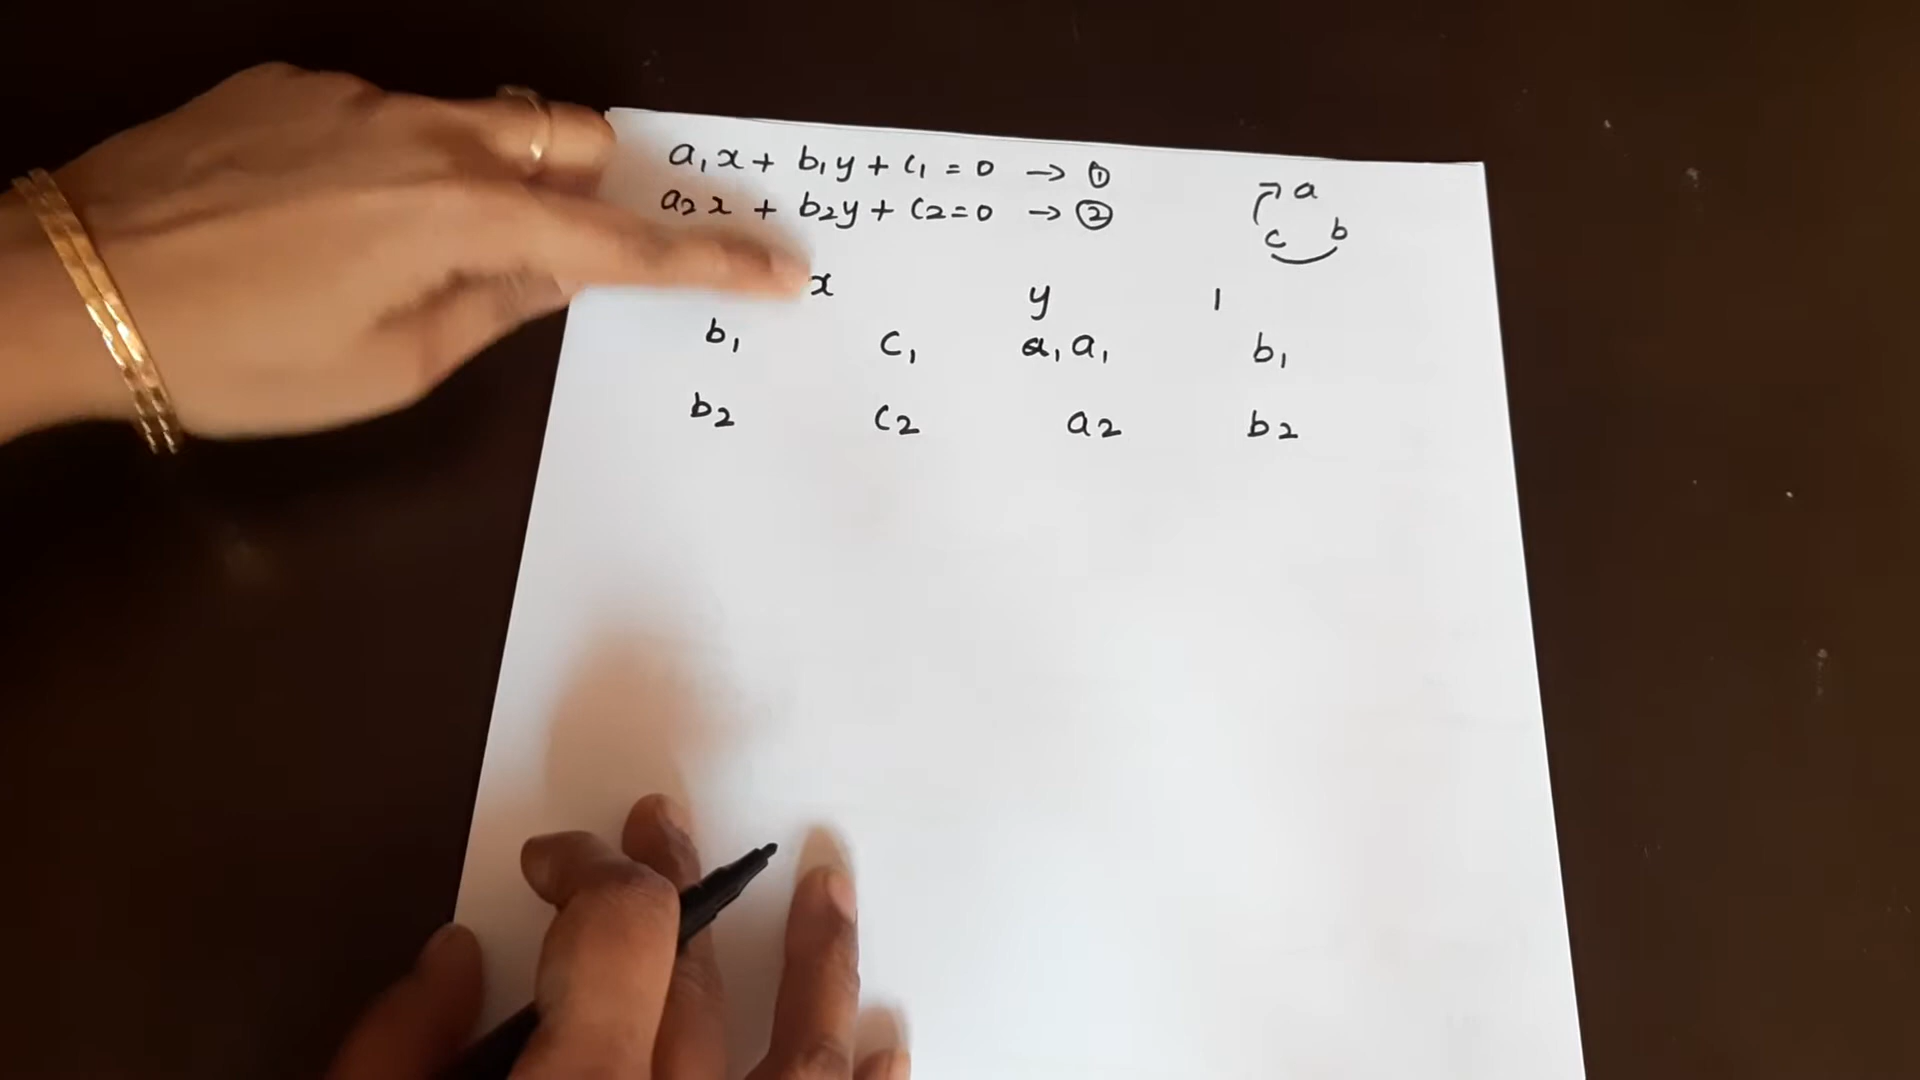 a₁x + b₁y + c₁ = 0 → ①
a₂x + b₂y + c₂ = 0 → ②
a
c b
x y 1
b₁ c₁ a₁ a₁ b₁
b₂ c₂ a₂ b₂